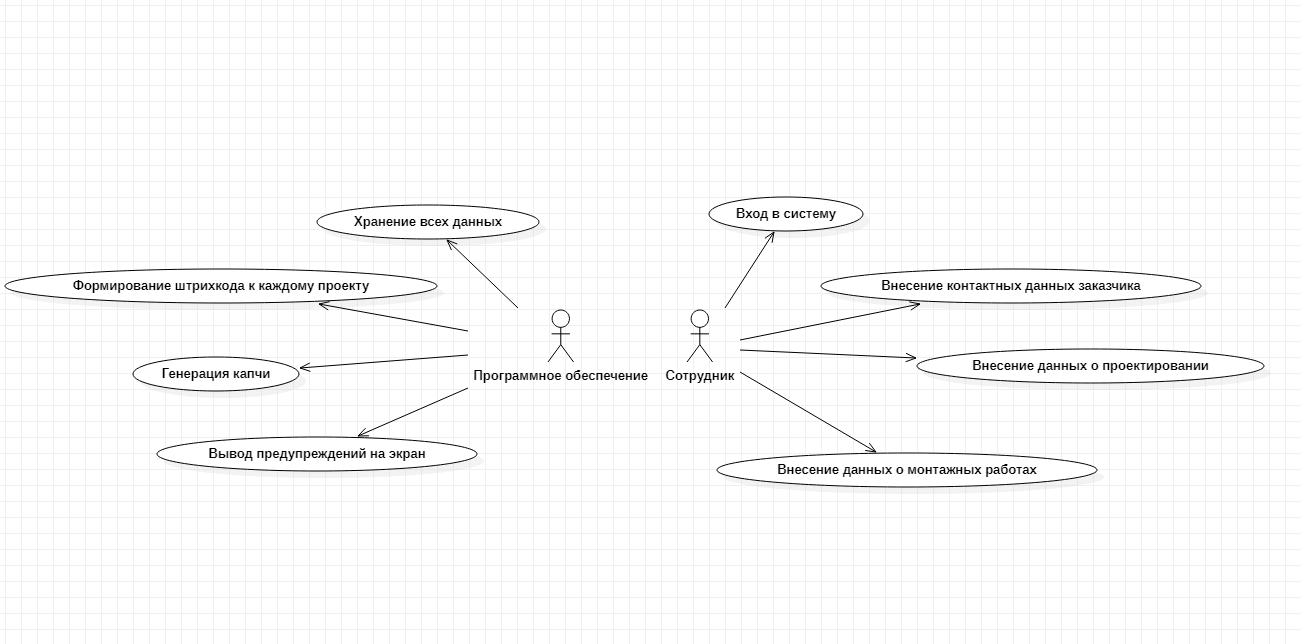 Хранение всех данных
Вход в систему
Формирование штрихкода к каждому проекту
Внесение контактных данных заказчика
Генерация капчи
Программное обеспечение
Сотрудник
Внесение данных о проектировании
Вывод предупреждений на экран
Внесение данных о монтажных работах